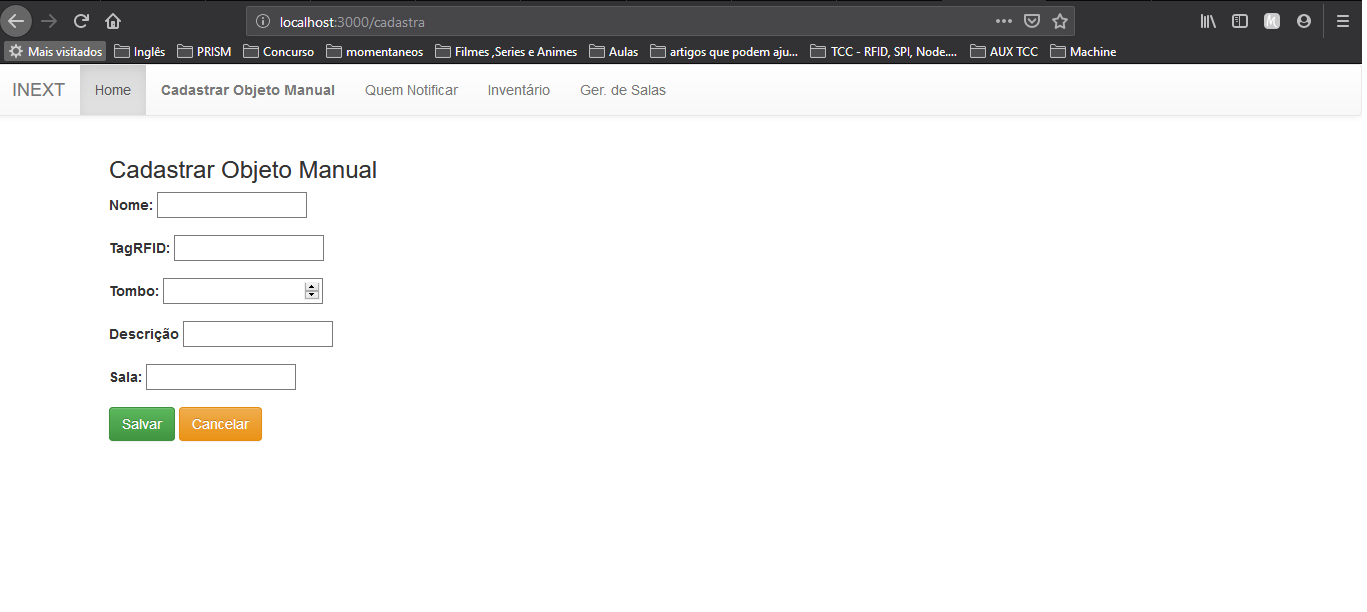 localhost:3000/cadastra
Mais visitados Inglês PRISM Concurso momentaneos Filmes ,Series e Animes Aulas artigos que podem aju... TCC - RFID, SPI, Node.... AUX TCC Machine
INEXT Home Cadastrar Objeto Manual Quem Notificar Inventário Ger. de Salas
Cadastrar Objeto Manual
Nome:
TagRFID:
Tombo:
Descrição
Sala:
Salvar Cancelar